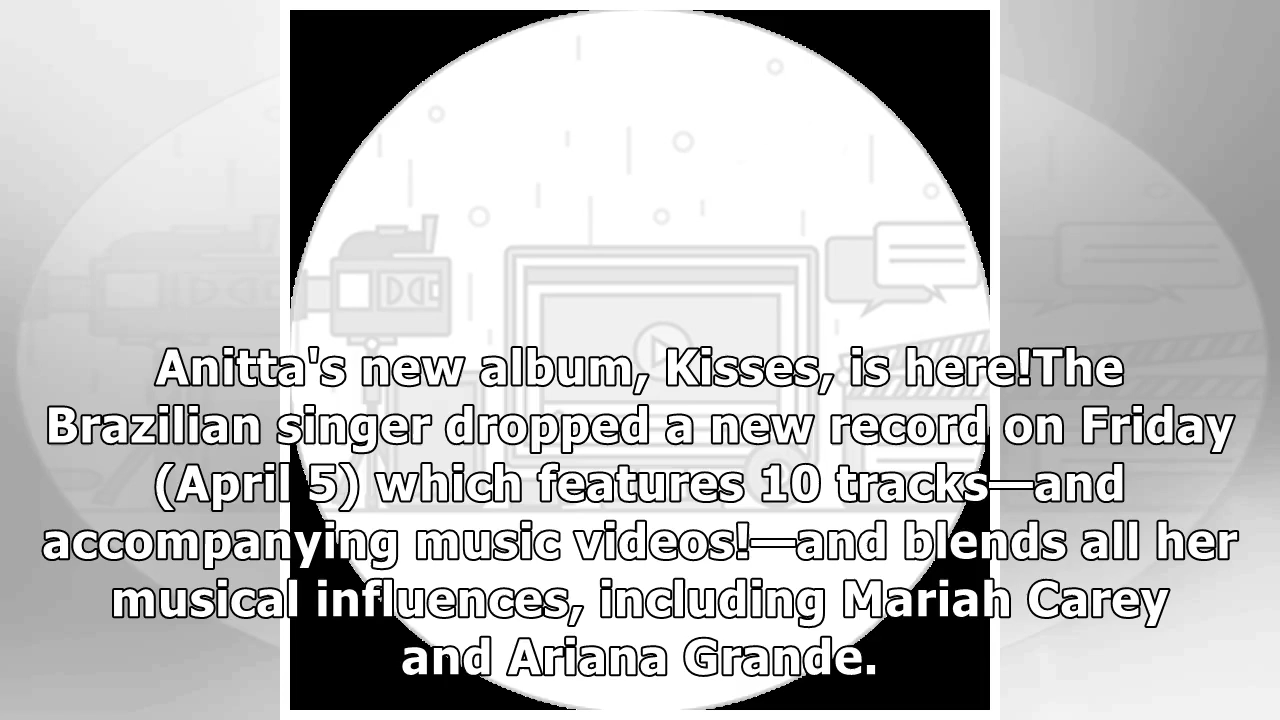 Anitta's new album, Kisses, is here!The
Brazilian singer dropped a new record on Friday
(April 5) which features 10 tracks—and
accompanying music videos!—and blends all her
musical influences, including Mariah Carey
and Ariana Grande.